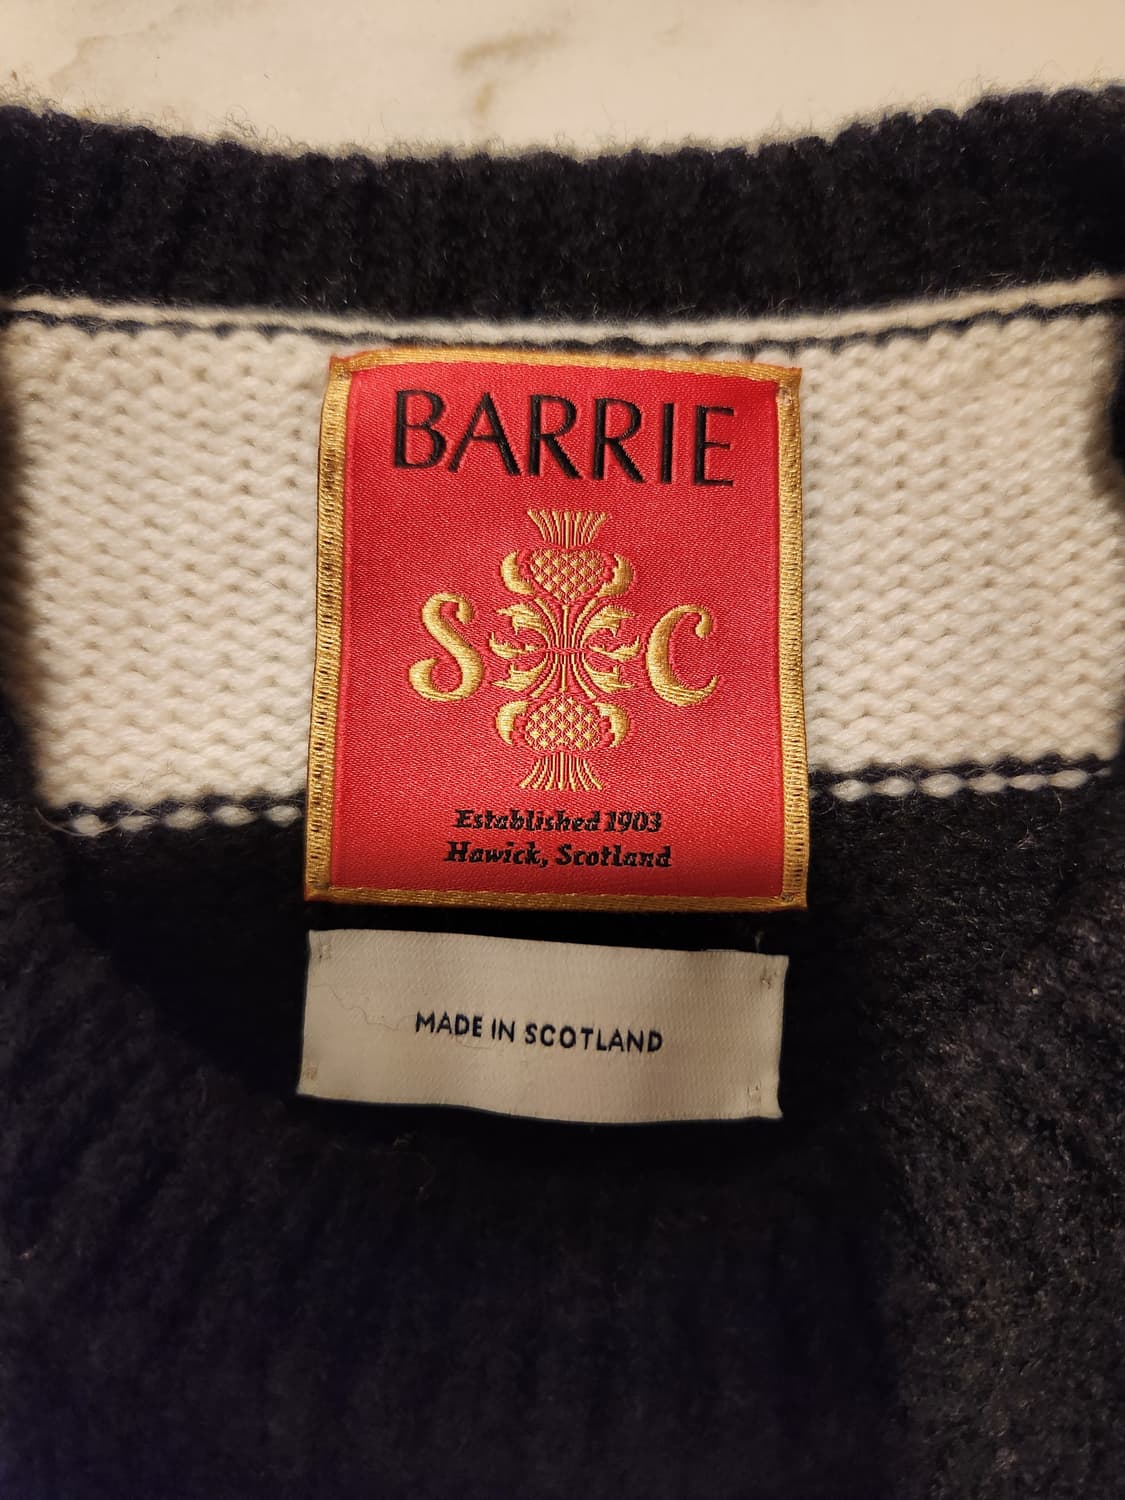 BARRIE
S C
Established 1903
Hawick, Scotland
MADE IN SCOTLAND